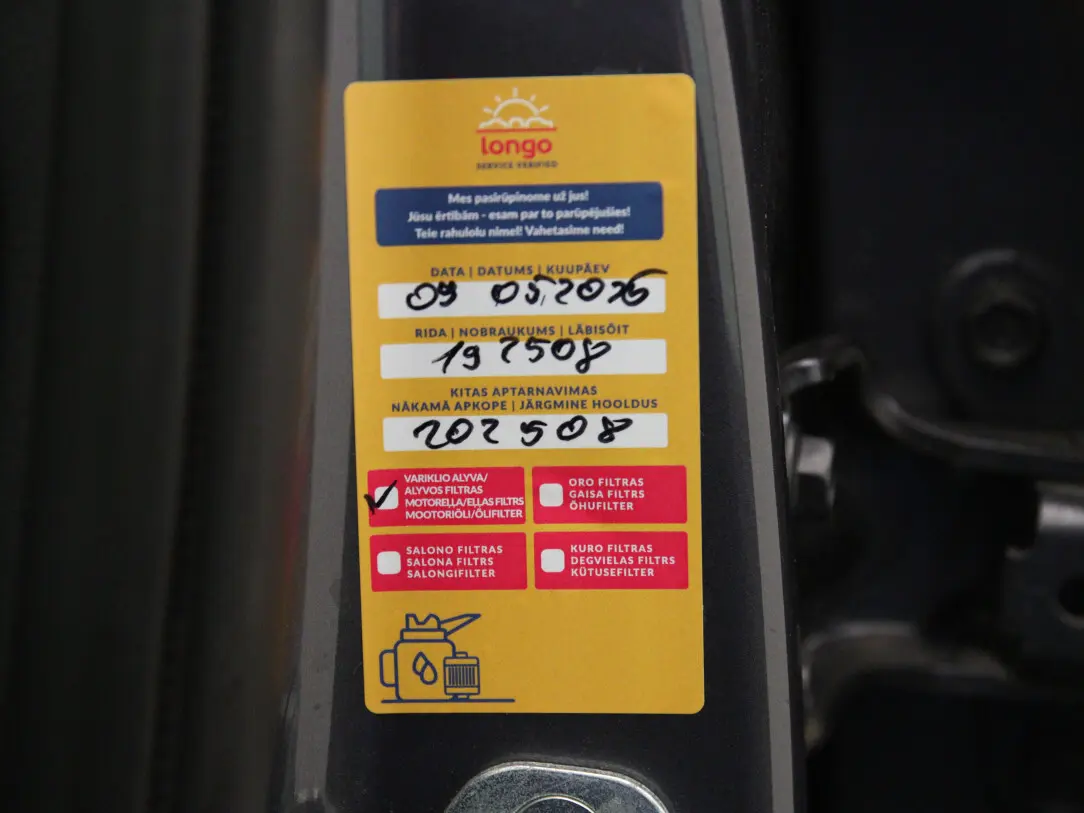 longo
SERVICE VERIFIED
Mes pasirūpinome už jus!
Jūsu ērtībām - esam par to parūpējušies!
Teie rahulolu nimel! Vahetasime need!
DATA | DATUMS | KUUPÄEV
09 05.2026
RIDA | NOBRAUKUMS | LÄBISÕIT
192508
KITAS APTARNAVIMAS
NĀKAMĀ APKOPE | JÄRGMINE HOOLDUS
202508
VARIKLIO ALYVA/
ALYVOS FILTRAS
MOTOREĻĻA/EĻĻAS FILTRS
MOOTORIÕLI/ÕLIFILTER
ORO FILTRAS
GAISA FILTRS
ÕHUFILTER
SALONO FILTRAS
SALONA FILTRS
SALONGIFILTER
KURO FILTRAS
DEGVIELAS FILTRS
KÜTUSEFILTER